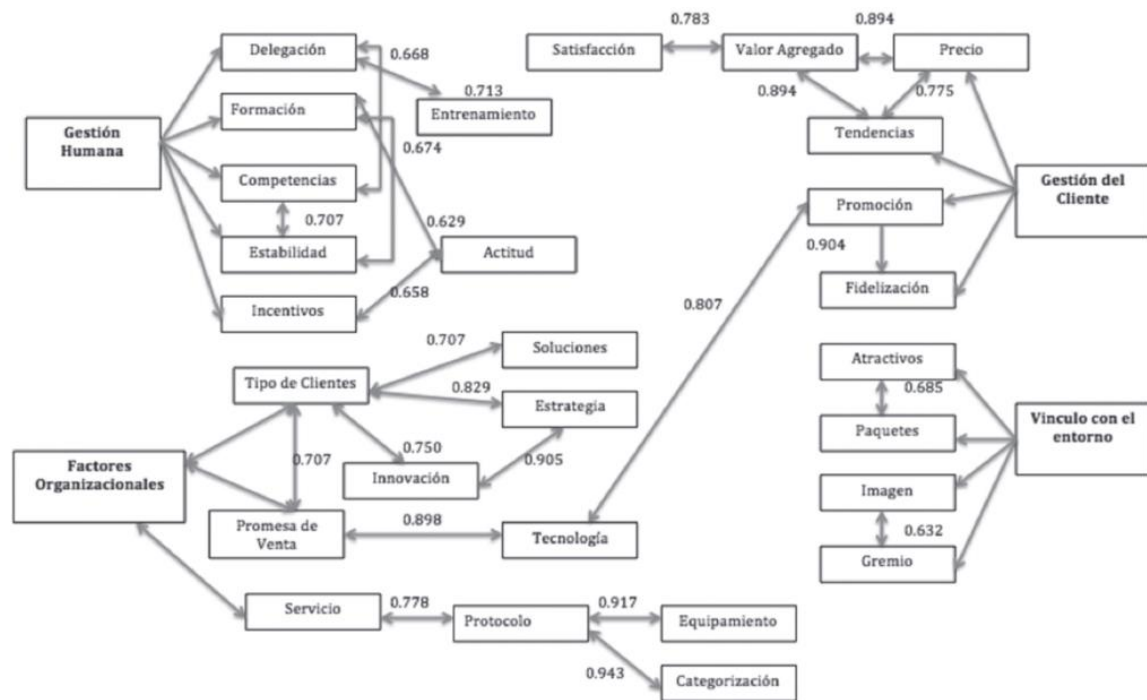 0.783
0.894
Delegación
Satisfacción
Valor Agregado
Precio
0.668
0.713
0.894
0.775
Formación
Entrenamiento
Tendencias
Gestión
Humana
0.674
Competencias
Gestión del
Cliente
Promoción
0.707
0.629
0.904
Estabilidad
Actitud
Fidelización
0.658
Incentivos
0.807
0.707
Soluciones
Atractivos
Tipo de Clientes
0.829
0.685
Estrategia
Vinculo con el
entorno
Paquetes
0.750
0.707
0.905
Factores
Organizacionales
Innovación
Imagen
0.898
Promesa de
Venta
Tecnología
0.632
Gremio
Servicio
0.778
Protocolo
0.917
Equipamiento
0.943
Categorización